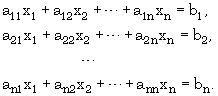 a₁₁x₁ + a₁₂x₂ + ··· + a₁ₙxₙ = b₁,
a₂₁x₁ + a₂₂x₂ + ··· + a₂ₙxₙ = b₂,
...
aₙ₁x₁ + aₙ₂x₂ + ··· + aₙₙxₙ = bₙ.